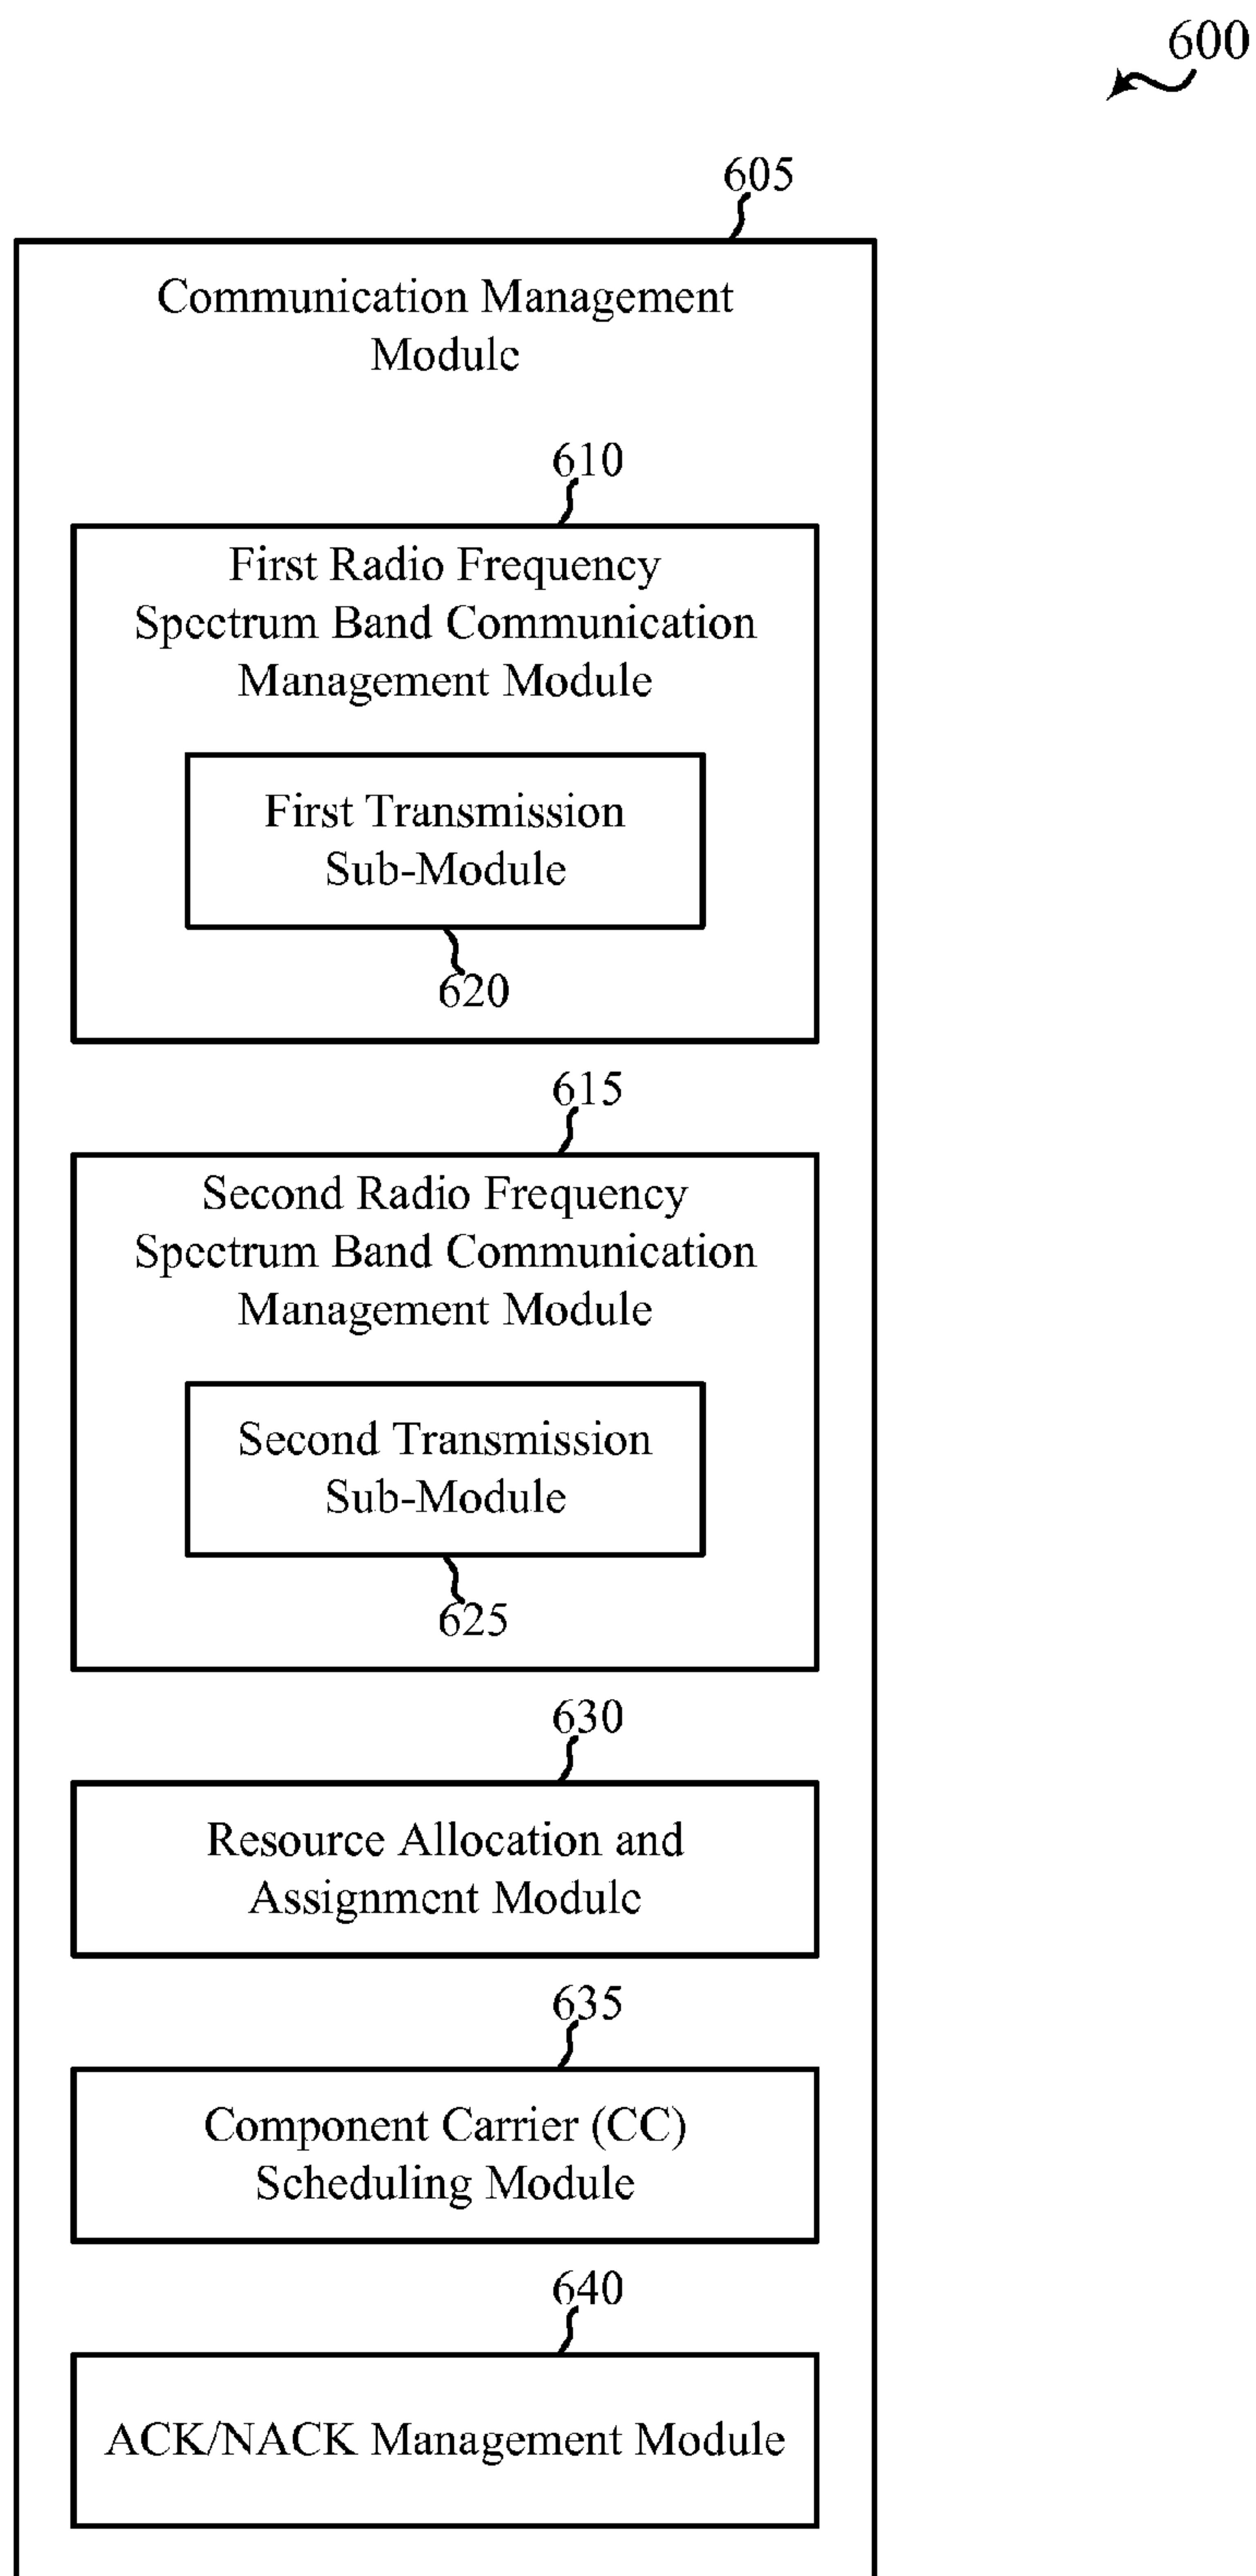 600
605
Communication Management
Module
610
First Radio Frequency
Spectrum Band Communication
Management Module
First Transmission
Sub-Module
620
615
Second Radio Frequency
Spectrum Band Communication
Management Module
Second Transmission
Sub-Module
625
630
Resource Allocation and
Assignment Module
635
Component Carrier (CC)
Scheduling Module
640
ACK/NACK Management Module